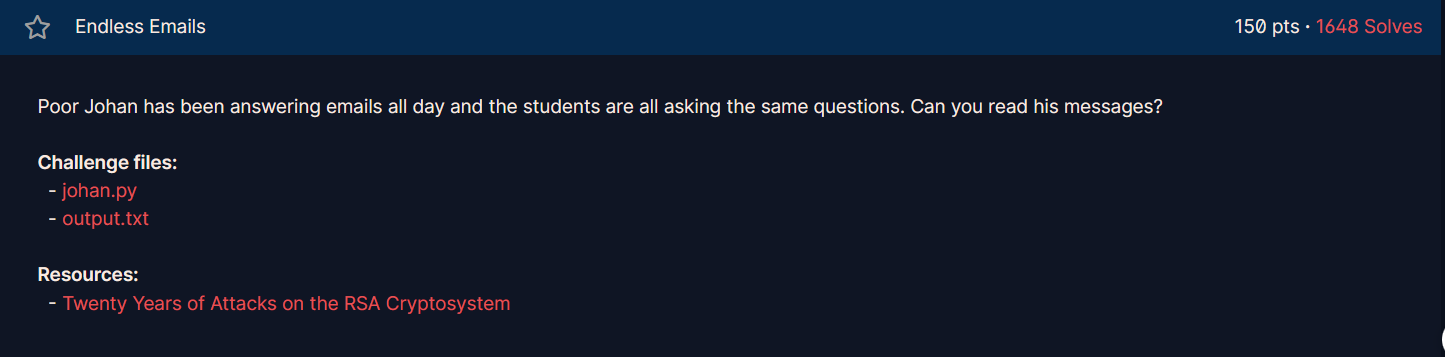 Endless Emails
150 pts · 1648 Solves
Poor Johan has been answering emails all day and the students are all asking the same questions. Can you read his messages?
Challenge files:
- johan.py
- output.txt
Resources:
- Twenty Years of Attacks on the RSA Cryptosystem